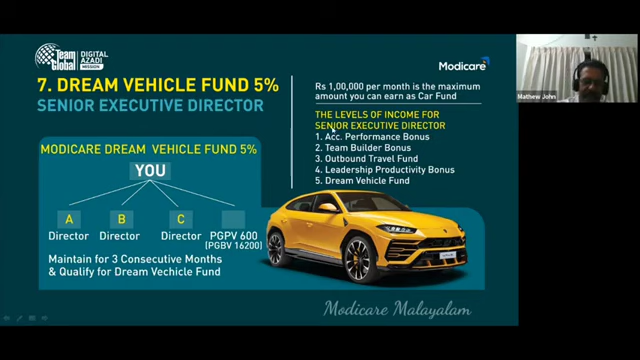 Team Global
DIGITAL
AZADI
MISSION
7. DREAM VEHICLE FUND 5%
SENIOR EXECUTIVE DIRECTOR
MODICARE DREAM VEHICLE FUND 5%
YOU
A
B
C
Director
Director
Director
PGPV 600
[PGBV 16200]
Maintain for 3 Consecutive Months
& Qualify for Dream Vechicle Fund
Modicare
Rs 1,00,000 per month is the maximum
amount you can earn as Car Fund
THE LEVELS OF INCOME FOR
SENIOR EXECUTIVE DIRECTOR
1. Acc. Performance Bonus
2. Team Builder Bonus
3. Outbound Travel Fund
4. Leadership Productivity Bonus
5. Dream Vehicle Fund
Modicare Malayalam
Mathew John